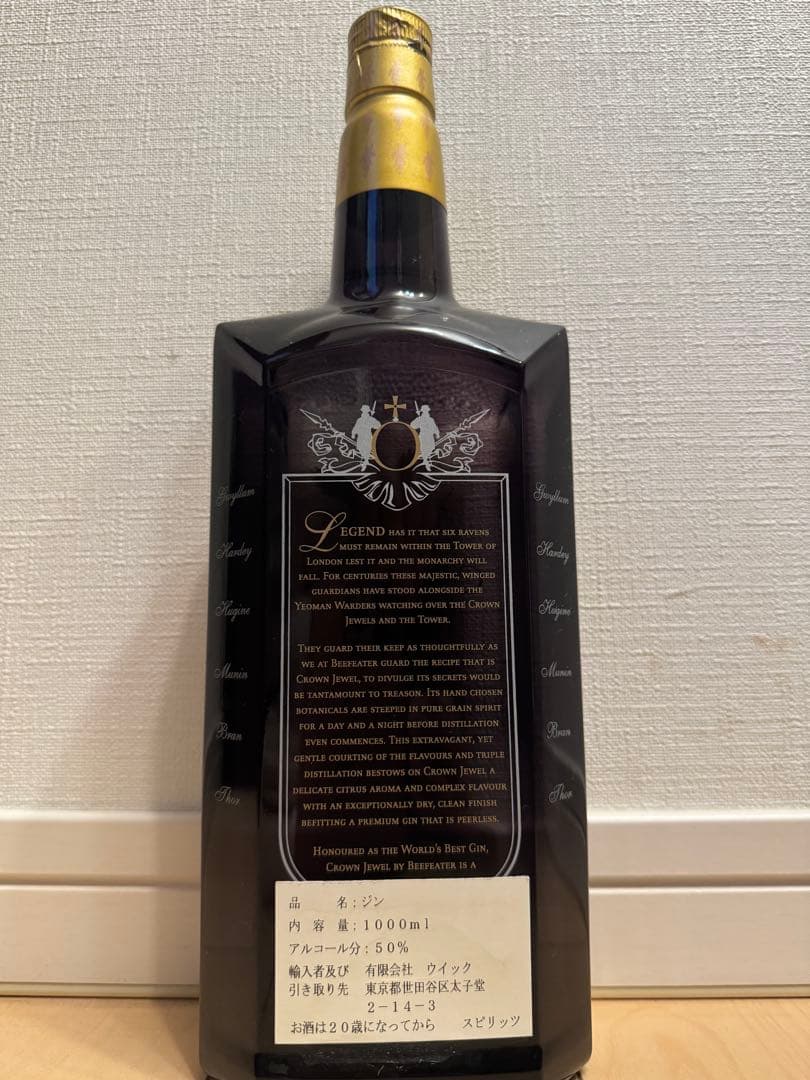 LEGEND HAS IT THAT SIX RAVENS
MUST REMAIN WITHIN THE TOWER OF
LONDON LEST IT AND THE MONARCHY WILL
FALL. FOR CENTURIES THESE MAJESTIC, WINGED
GUARDIANS HAVE STOOD ALONGSIDE THE
YEOMAN WARDERS WATCHING OVER THE CROWN
JEWELS AND THE TOWER.
THEY GUARD THEIR KEEP AS THOUGHTFULLY AS
WE AT BEEFEATER GUARD THE RECIPE THAT IS
CROWN JEWEL, TO DIVULGE ITS SECRETS WOULD
BE TANTAMOUNT TO TREASON. ITS HAND CHOSEN
BOTANICALS ARE STEEPED IN PURE GRAIN SPIRIT
FOR A DAY AND A NIGHT BEFORE DISTILLATION
EVEN COMMENCES. THIS EXTRAVAGANT, YET
GENTLE COURTING OF THE FLAVOURS AND TRIPLE
DISTILLATION BESTOWS ON CROWN JEWEL A
DELICATE CITRUS AROMA AND COMPLEX FLAVOUR
WITH AN EXCEPTIONALLY DRY, CLEAN FINISH
BEFITTING A PREMIUM GIN THAT IS PEERLESS.
HONOURED AS THE WORLD'S BEST GIN,
CROWN JEWEL BY BEEFEATER IS A
Gwyllum
Hardey
Hugine
Munin
Bran
Thor
Gwyllum
Hardey
Hugine
Munin
Bran
Thor
品　　名；ジン
内 容 量；1000ml
アルコール分：50%
輸入者及び　有限会社　ウイック
引き取り先　東京都世田谷区太子堂
2－14－3
お酒は20歳になってから　スピリッツ